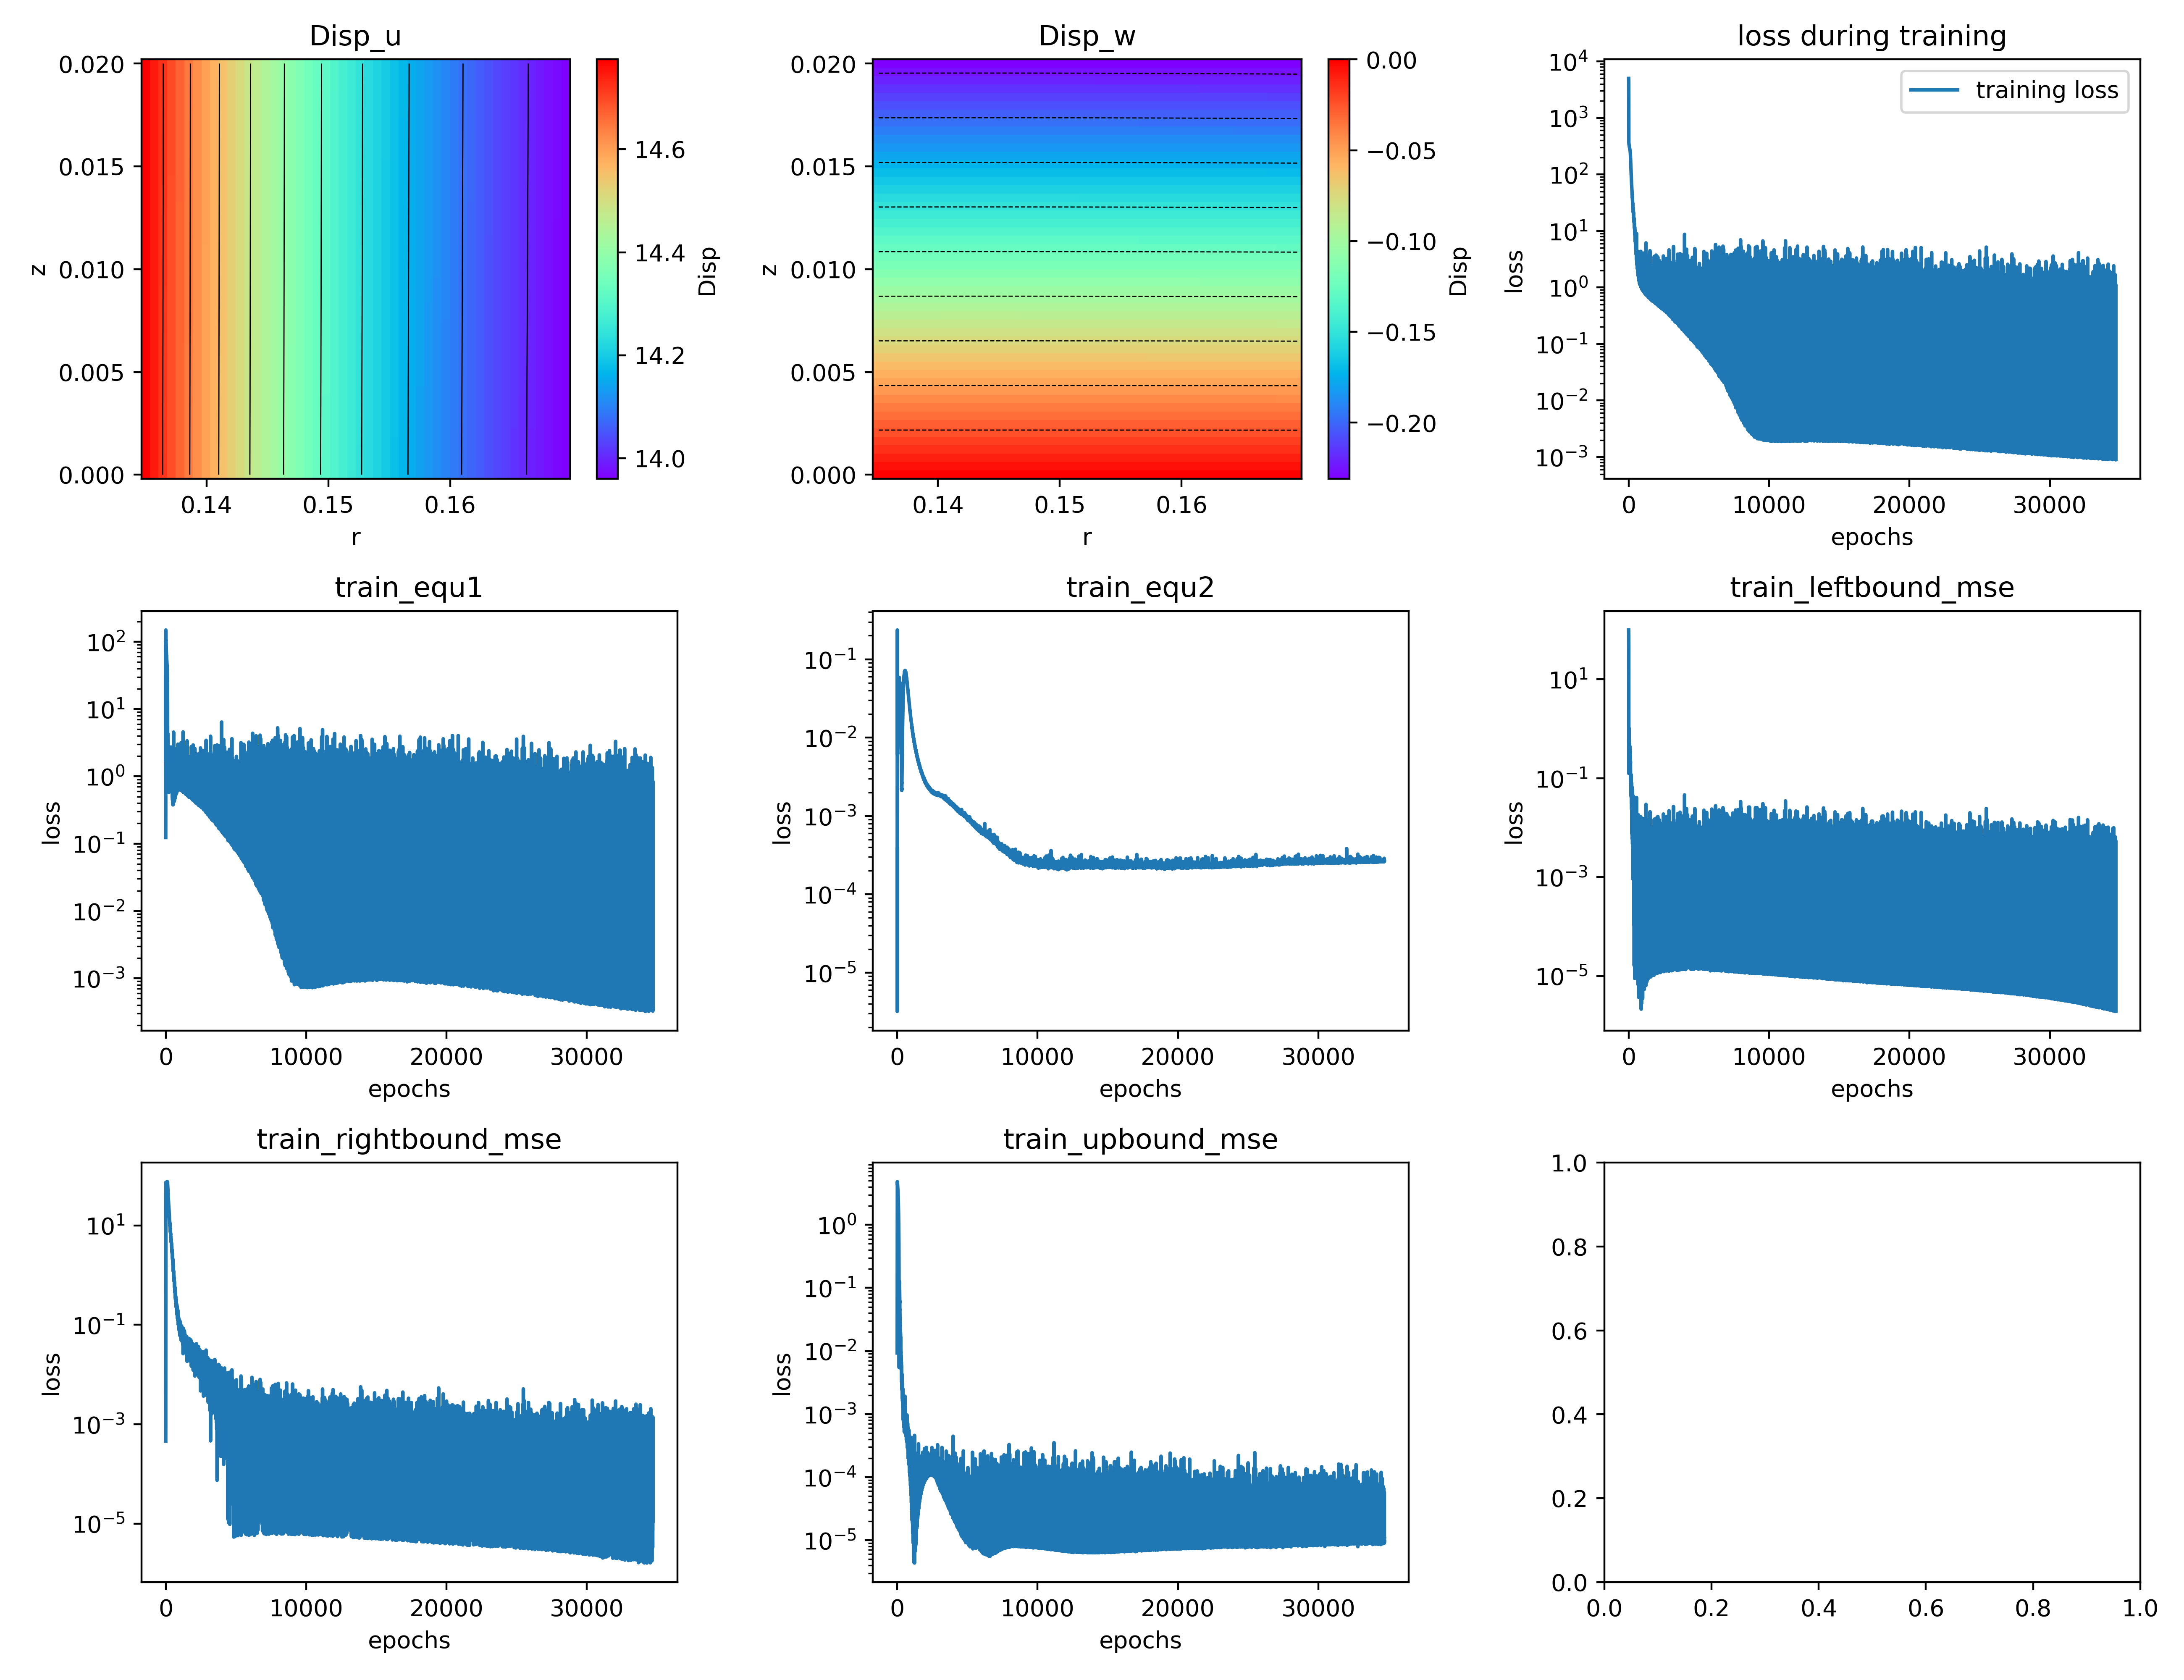 Disp_u
0.020
0.015
0.010
0.005
0.000
z
0.14 0.15 0.16
r
14.6
14.4
14.2
14.0
Disp
Disp_w
0.020
0.015
0.010
0.005
0.000
z
0.14 0.15 0.16
r
0.00
−0.05
−0.10
−0.15
−0.20
Disp
loss during training
training loss
10^4
10^3
10^2
10^1
10^0
10^-1
10^-2
10^-3
loss
0 10000 20000 30000
epochs
train_equ1
10^2
10^1
10^0
10^-1
10^-2
10^-3
loss
0 10000 20000 30000
epochs
train_equ2
10^-1
10^-2
10^-3
10^-4
10^-5
loss
0 10000 20000 30000
epochs
train_leftbound_mse
10^1
10^-1
10^-3
10^-5
loss
0 10000 20000 30000
epochs
train_rightbound_mse
10^1
10^-1
10^-3
10^-5
loss
0 10000 20000 30000
epochs
train_upbound_mse
10^0
10^-1
10^-2
10^-3
10^-4
10^-5
loss
0 10000 20000 30000
epochs
1.0
0.8
0.6
0.4
0.2
0.0
0.0 0.2 0.4 0.6 0.8 1.0